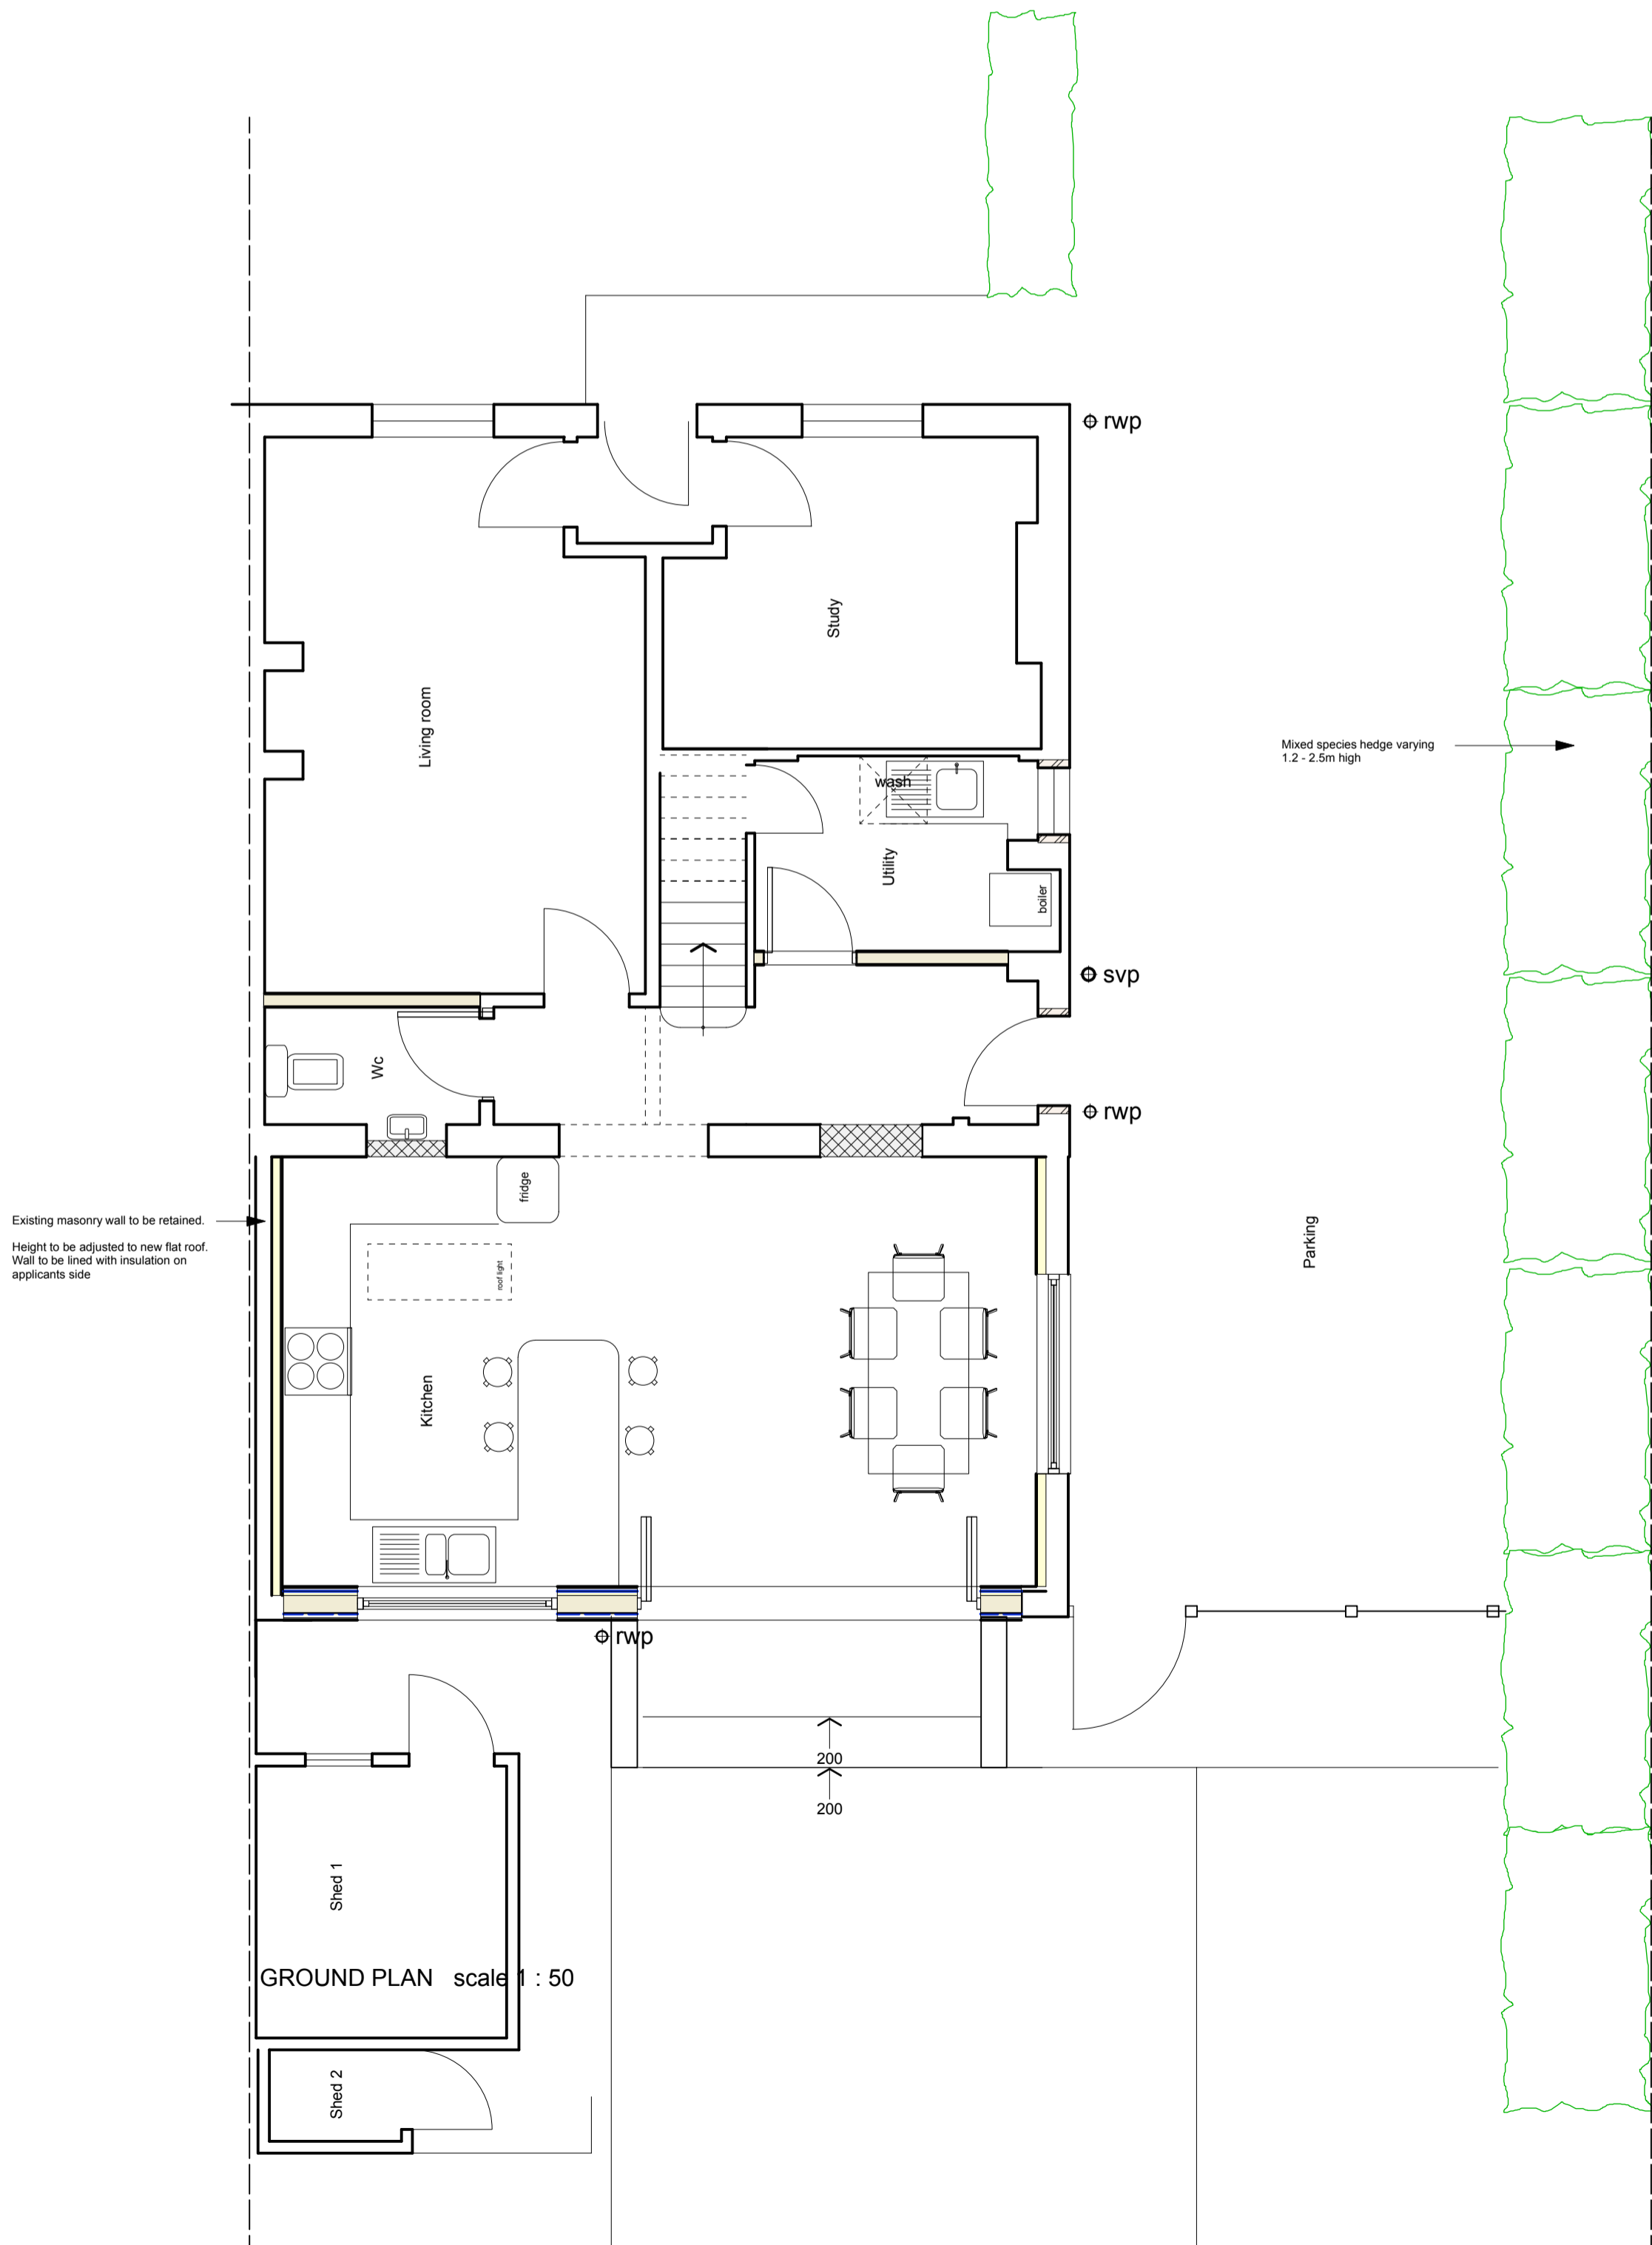 rwp
Study
Living room
Mixed species hedge varying
1.2 - 2.5m high
wash
Utility
boiler
svp
Wc
rwp
fridge
Existing masonry wall to be retained.
Height to be adjusted to new flat roof.
Wall to be lined with insulation on
applicants side
Parking
roof light
Kitchen
rwp
200
200
Shed 1
GROUND PLAN scale 1 : 50
Shed 2